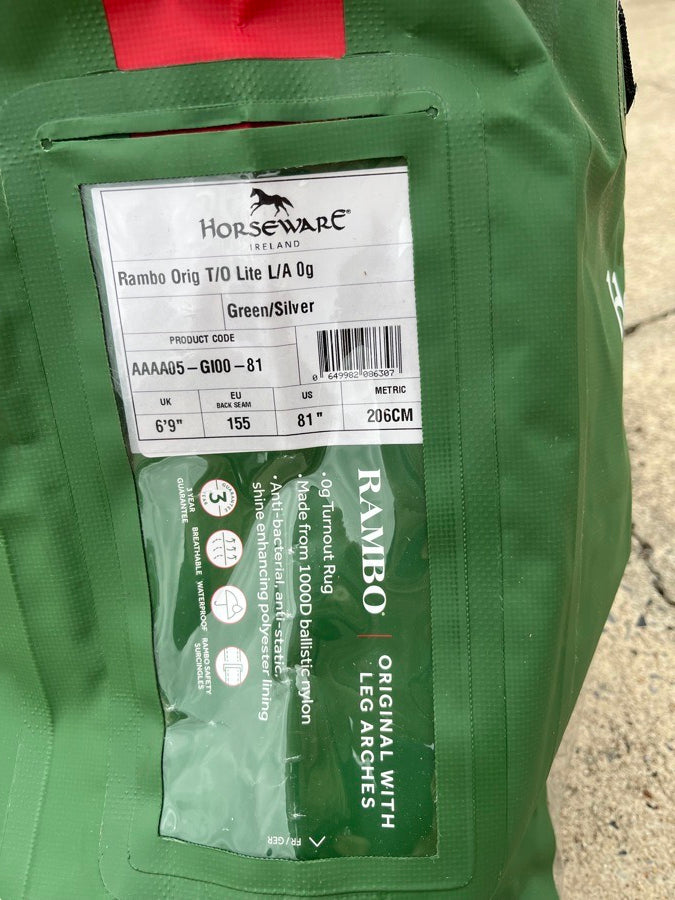 HORSEWARE®
IRELAND
Rambo Orig T/O Lite L/A 0g
Green/Silver
PRODUCT CODE
AAAA05-GI00-81
0 649982 086307
UK
EU
BACK SEAM
US
METRIC
6'9"
155
81"
206CM
RAMBO® | ORIGINAL WITH
LEG ARCHES
• 0g Turnout Rug
• Made from 1000D ballistic nylon
• Anti-bacterial, anti-static,
shine enhancing polyester lining
GUARANTEE
3
YEAR
3 YEAR
GUARANTEE
BREATHABLE
WATERPROOF
RAMBO SAFETY
SURCINGLES
FR/GER